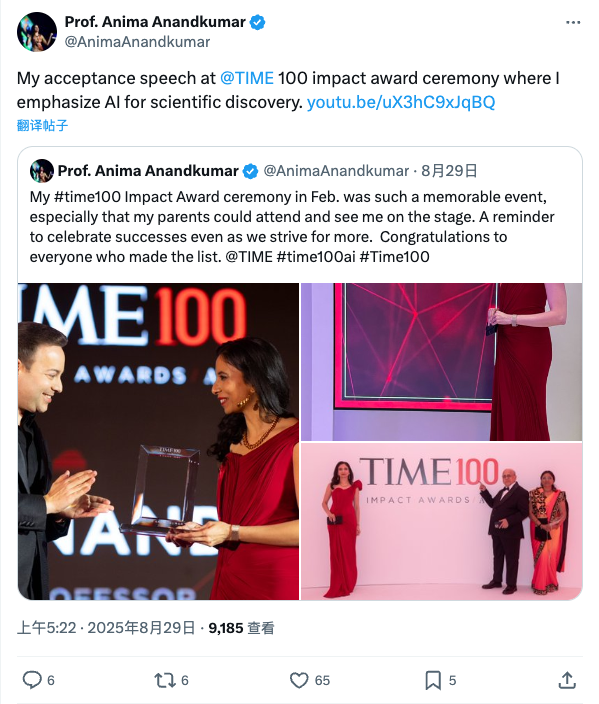 Prof. Anima Anandkumar
@AnimaAnandkumar
My acceptance speech at @TIME 100 impact award ceremony where I
emphasize AI for scientific discovery. youtu.be/uX3hC9xJqBQ
翻译帖子
Prof. Anima Anandkumar @AnimaAnandkumar · 8月29日
My #time100 Impact Award ceremony in Feb. was such a memorable event,
especially that my parents could attend and see me on the stage. A reminder
to celebrate successes even as we strive for more. Congratulations to
everyone who made the list. @TIME #time100ai #Time100
ME 100
AWARDS
TIME100
NAND
OFESSOR
TIME 100
IMPACT AWARDS
上午5:22 · 2025年8月29日 · 9,185 查看
6
6
65
5